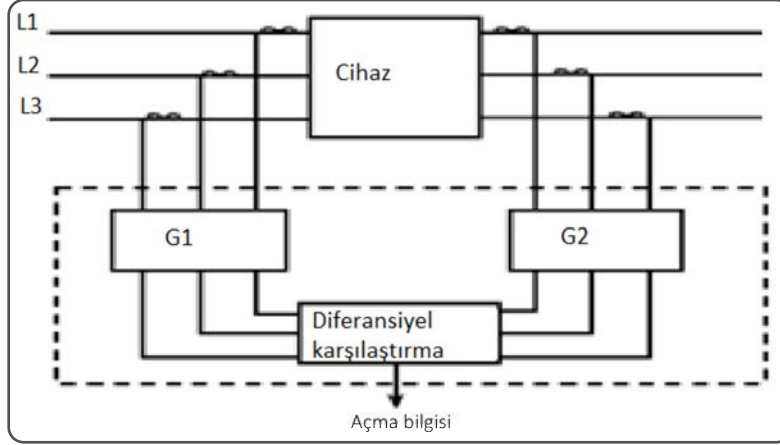 L1
L2
L3
Cihaz
G1
G2
Diferansiyel
karşılaştırma
Açma bilgisi